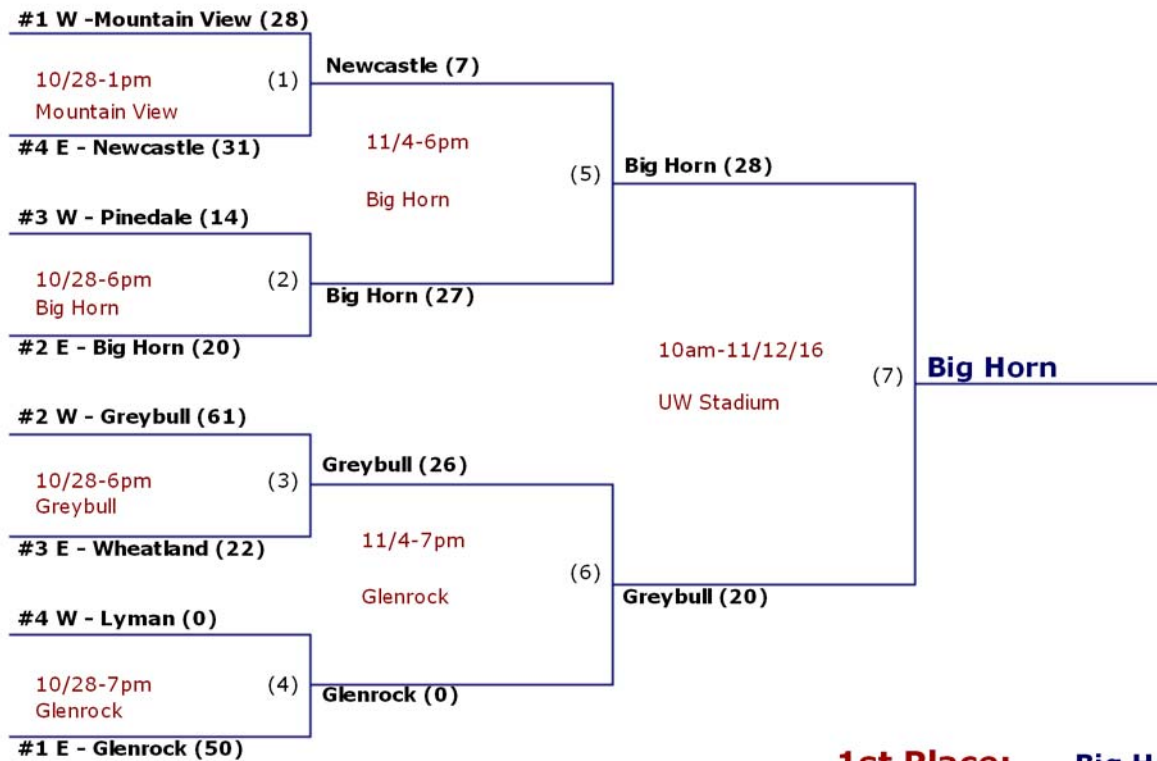 #1 W -Mountain View (28)
10/28-1pm
(1)
Mountain View
#4 E - Newcastle (31)
Newcastle (7)
11/4-6pm
(5)
Big Horn
#3 W - Pinedale (14)
10/28-6pm
(2)
Big Horn
#2 E - Big Horn (20)
Big Horn (27)
Big Horn (28)
10am-11/12/16
(7)
UW Stadium
Big Horn
#2 W - Greybull (61)
10/28-6pm
(3)
Greybull
#3 E - Wheatland (22)
Greybull (26)
11/4-7pm
(6)
Glenrock
Greybull (20)
#4 W - Lyman (0)
10/28-7pm
(4)
Glenrock
#1 E - Glenrock (50)
Glenrock (0)
1st Place: Big H